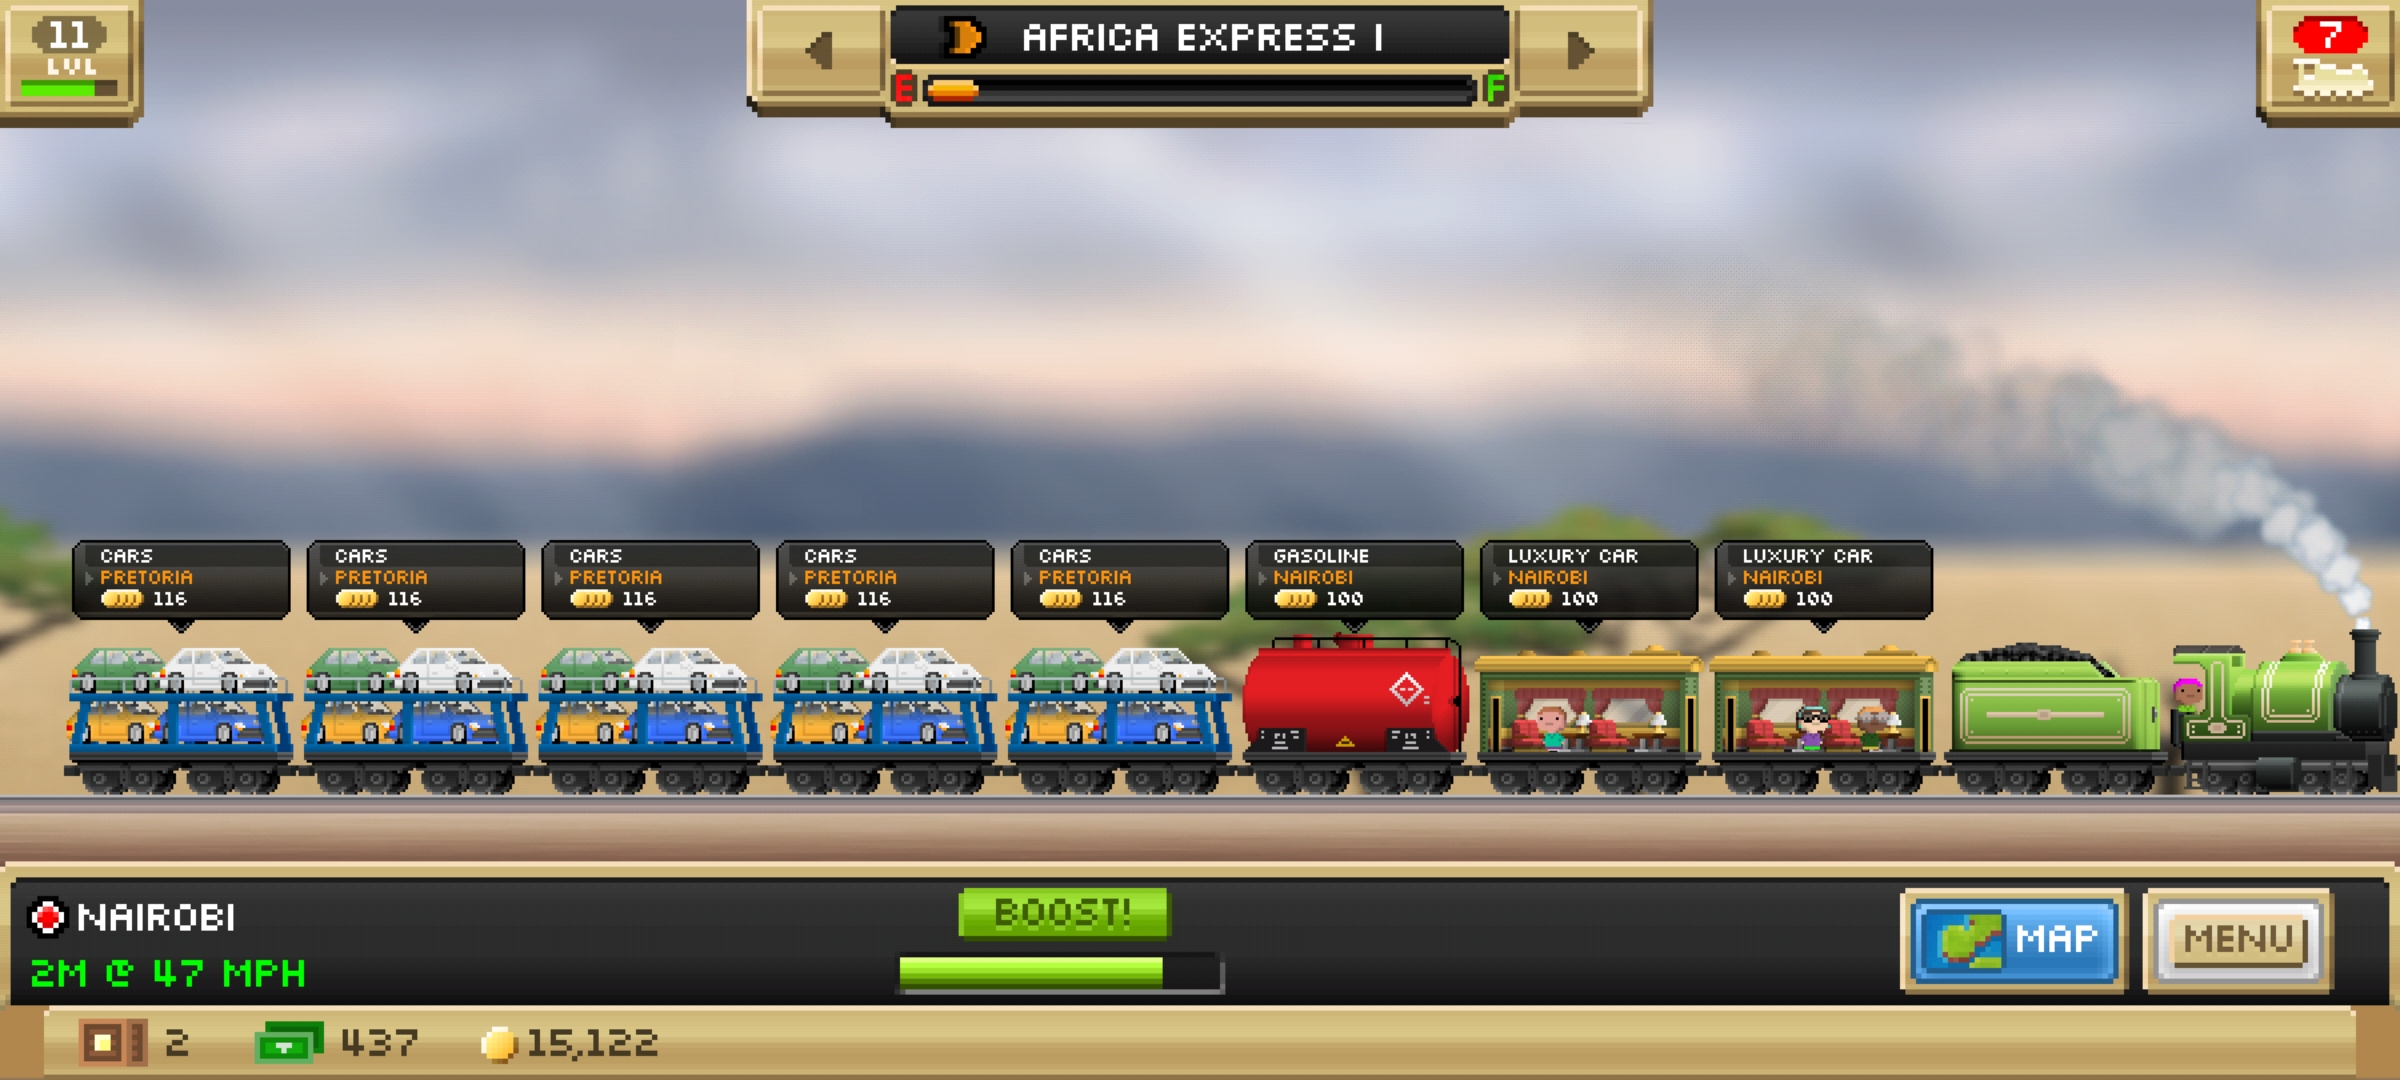 11
LVL
AFRICA EXPRESS I
E F
7
CARS
PRETORIA
116
CARS
PRETORIA
116
CARS
PRETORIA
116
CARS
PRETORIA
116
CARS
PRETORIA
116
GASOLINE
NAIROBI
100
LUXURY CAR
NAIROBI
100
LUXURY CAR
NAIROBI
100
NAIROBI
2M @ 47 MPH
BOOST!
MAP
MENU
2
437
15,122